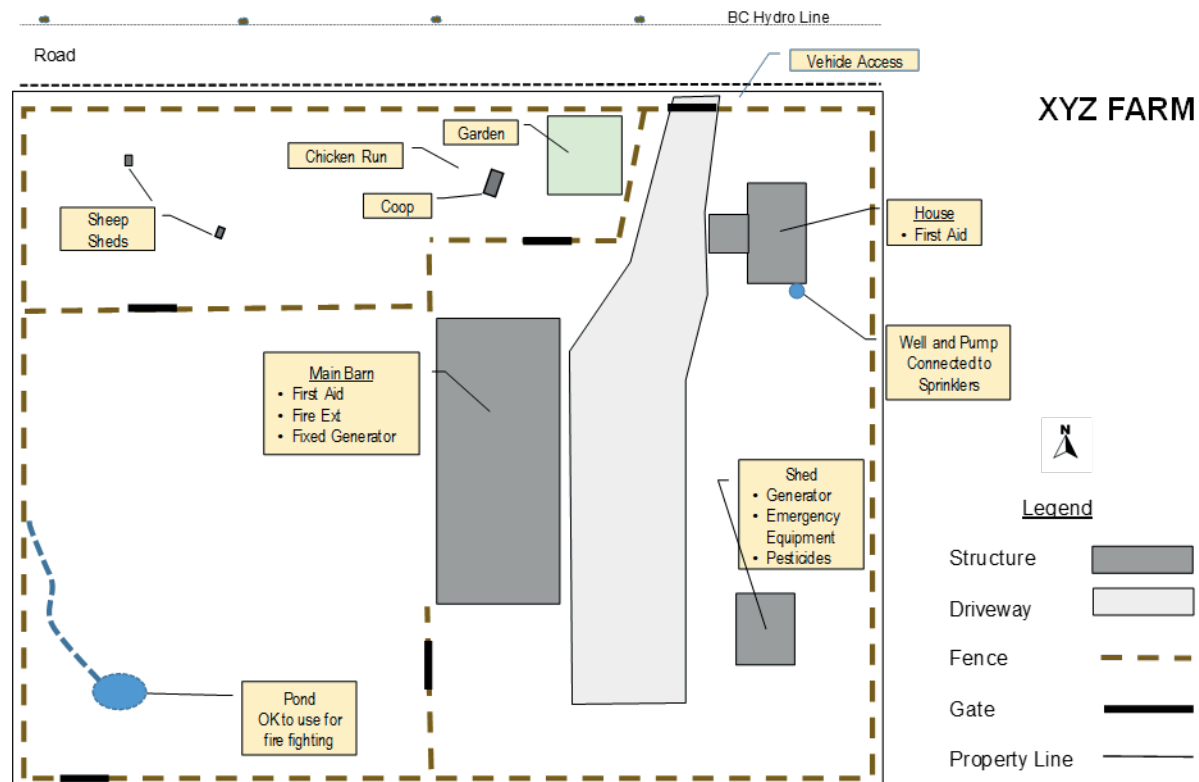 BC Hydro Line
Road
Vehicle Access
XYZ FARM
Garden
Chicken Run
Coop
Sheep
Sheds
House
• First Aid
Well and Pump
Connected to
Sprinklers
Main Barn
• First Aid
• Fire Ext
• Fixed Generator
N
Shed
• Generator
• Emergency
Equipment
• Pesticides
Legend
Structure
Driveway
Fence
Gate
Property Line
Pond
OK to use for
fire fighting